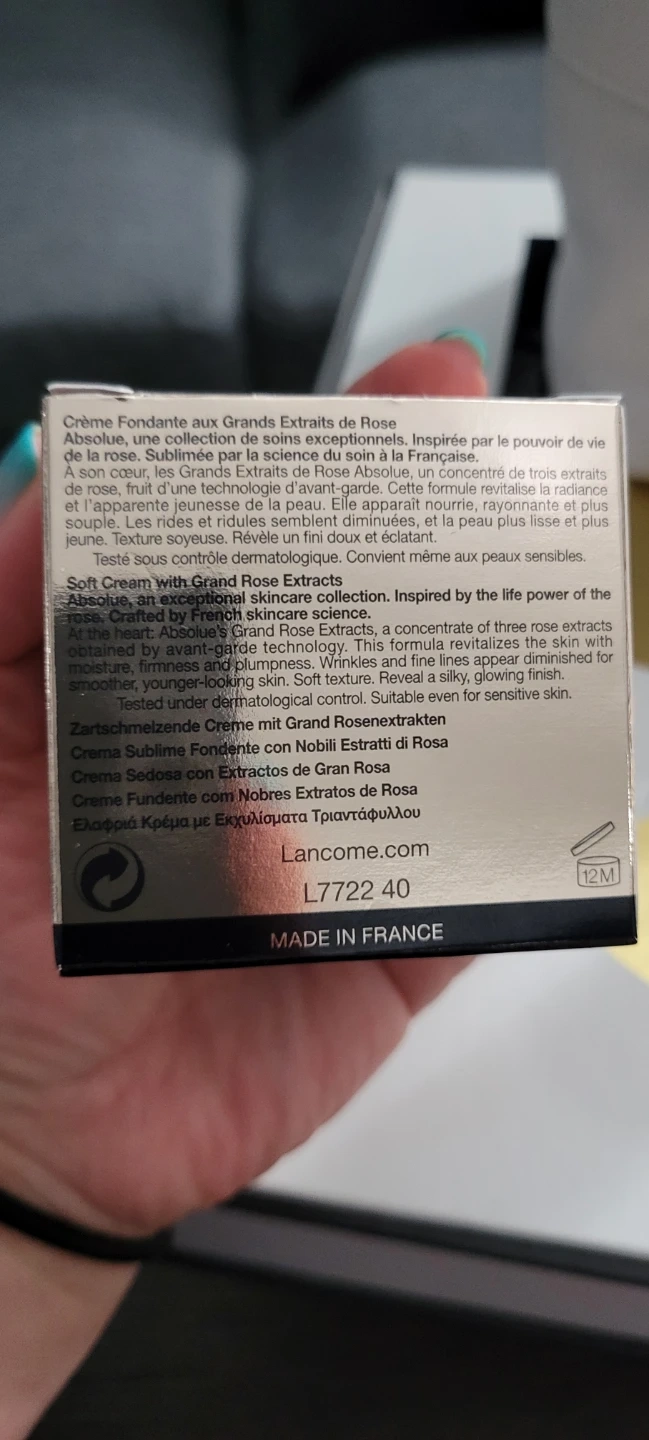 Crème Fondante aux Grands Extraits de Rose
Absolue, une collection de soins exceptionnels. Inspirée par le pouvoir de vie
de la rose. Sublimée par la science du soin à la Française.
À son cœur, les Grands Extraits de Rose Absolue, un concentré de trois extraits
de rose, fruit d'une technologie d'avant-garde. Cette formule revitalise la radiance
et l'apparente jeunesse de la peau. Elle apparaît nourrie, rayonnante et plus
souple. Les rides et ridules semblent diminuées, et la peau plus lisse et plus
jeune. Texture soyeuse. Révèle un fini doux et éclatant.
Testé sous contrôle dermatologique. Convient même aux peaux sensibles.
Soft Cream with Grand Rose Extracts
Absolue, an exceptional skincare collection. Inspired by the life power of the
rose. Crafted by French skincare science.
At the heart: Absolue's Grand Rose Extracts, a concentrate of three rose extracts
obtained by avant-garde technology. This formula revitalizes the skin with
moisture, firmness and plumpness. Wrinkles and fine lines appear diminished for
smoother, younger-looking skin. Soft texture. Reveal a silky, glowing finish.
Tested under dermatological control. Suitable even for sensitive skin.
Zartschmelzende Creme mit Grand Rosenextrakten
Crema Sublime Fondente con Nobili Estratti di Rosa
Crema Sedosa con Extractos de Gran Rosa
Creme Fundente com Nobres Extratos de Rosa
Ελαφριά Κρέμα με Εκχυλίσματα Τριαντάφυλλου
Lancome.com
12M
L7722 40
MADE IN FRANCE